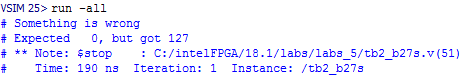 VSIM 25> run -all
# Something is wrong
# Expected   0, but got 127
# ** Note: $stop    : C:/intelFPGA/18.1/labs/labs_5/tb2_b27s.v(51)
#    Time: 190 ns  Iteration: 1  Instance: /tb2_b27s